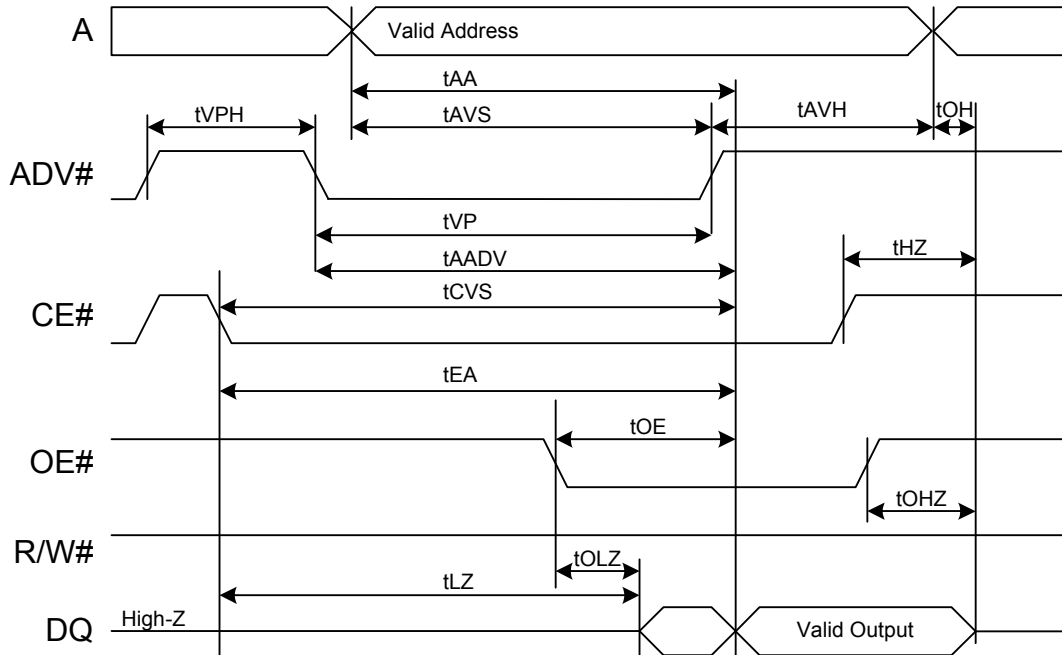 A
Valid Address
tAA
tVPH
tAVS
tAVH
tOH
ADV#
tVP
tHZ
tAADV
tCVS
CE#
tEA
tOE
OE#
tOHZ
R/W#
tOLZ
tLZ
High-Z
DQ
Valid Output